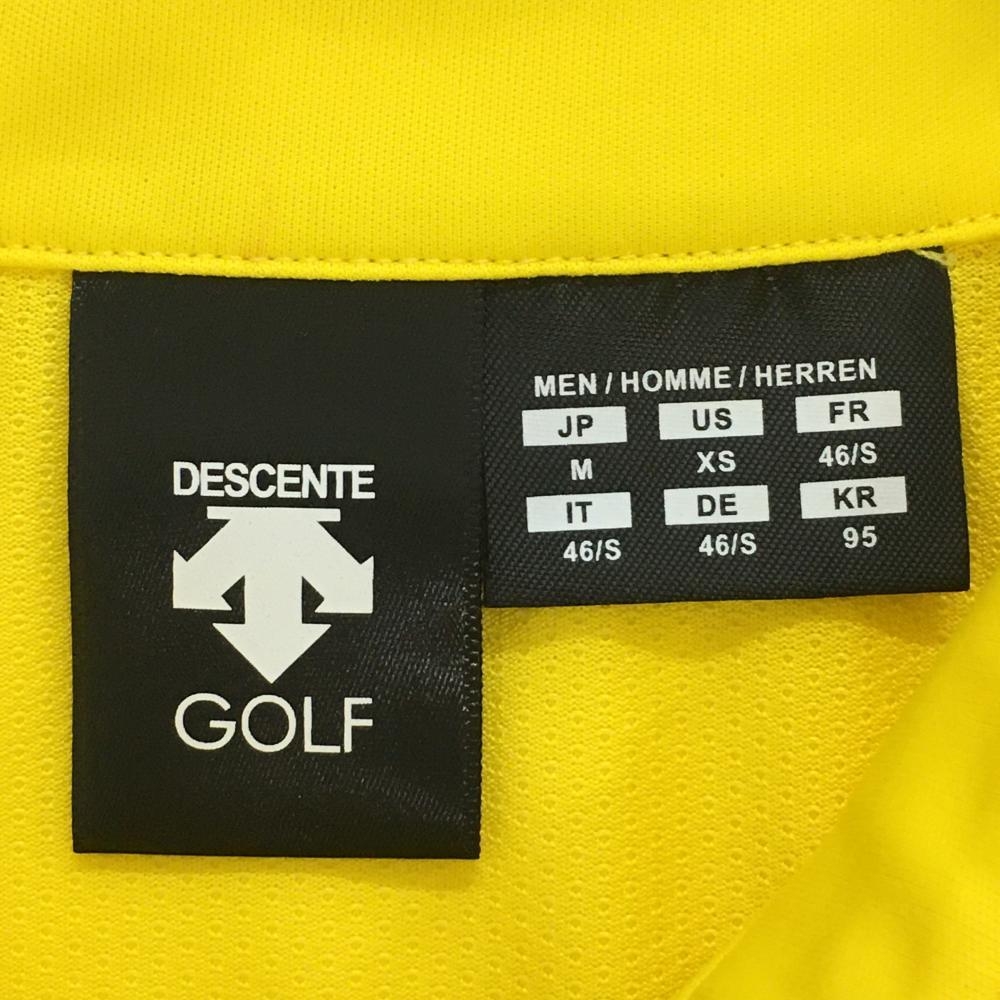 DESCENTE
GOLF
MEN / HOMME / HERREN
JP US FR
M XS 46/S
IT DE KR
46/S 46/S 95